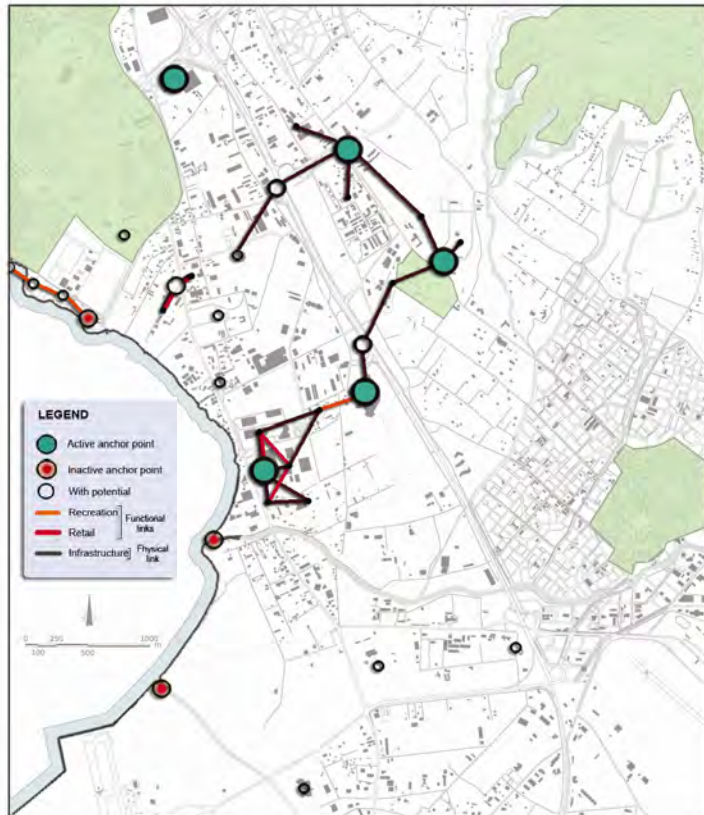 LEGEND
Active anchor point
Inactive anchor point
With potential
Recreation
Functional
links
Retail
Infrastructure
Fhysical
link
0 250 1000
100 500 m